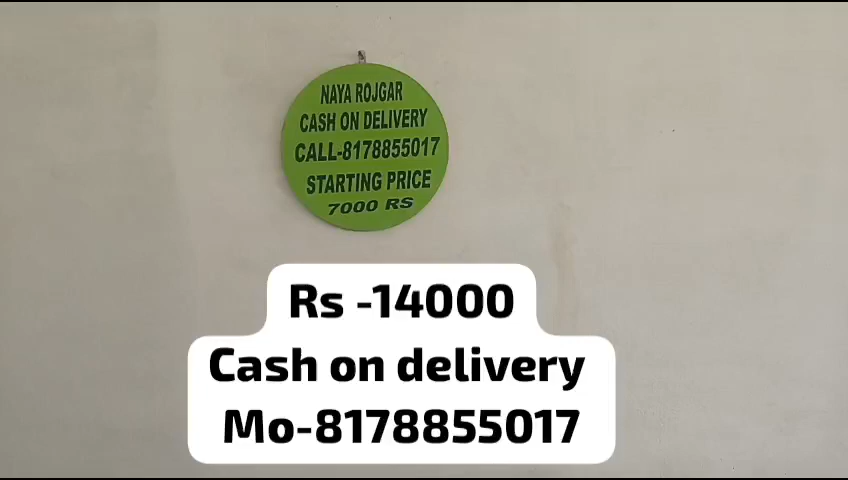 NAYA ROJGAR
CASH ON DELIVERY
CALL-8178855017
STARTING PRICE
7000 RS
Rs -14000
Cash on delivery
Mo-8178855017